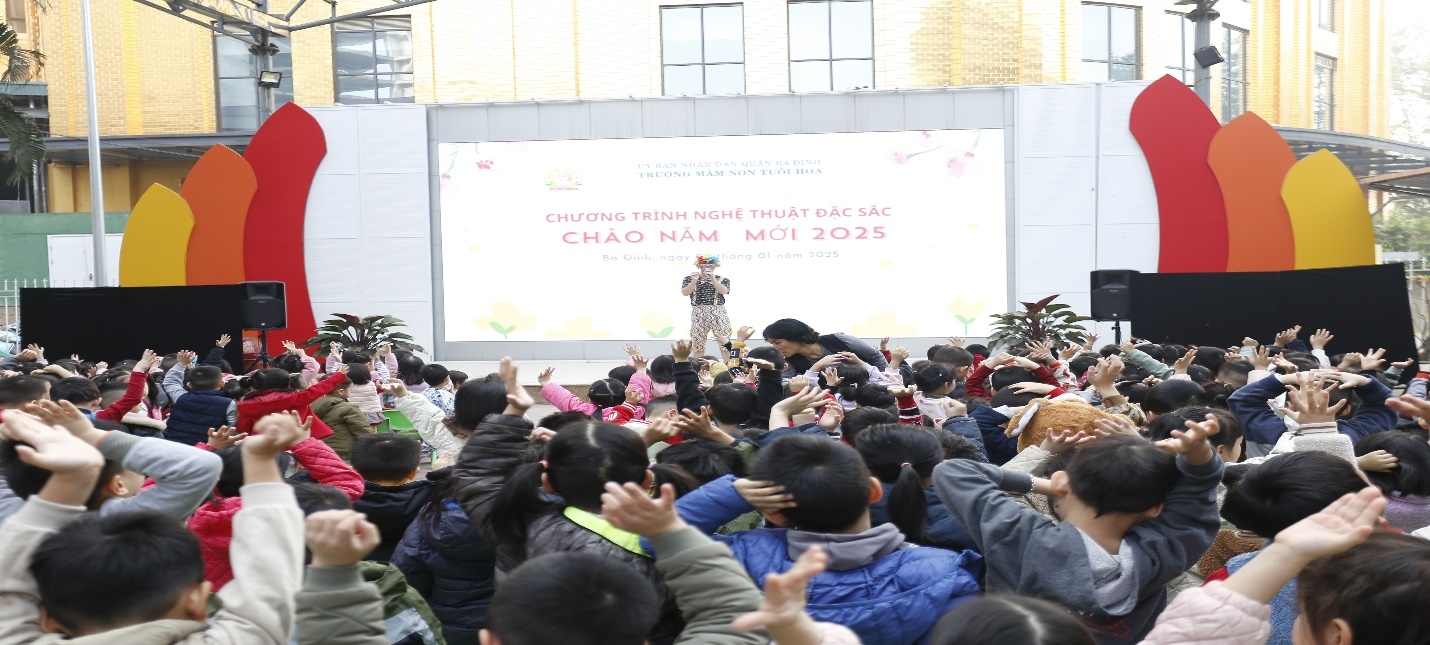 UỶ BAN NHÂN DÂN QUẬN BA ĐÌNH
TRƯỜNG MẦM NON TUỔI HOA
CHƯƠNG TRÌNH NGHỆ THUẬT ĐẶC SẮC
CHÀO NĂM MỚI 2025
Ba Đình, ngày tháng 01 năm 2025